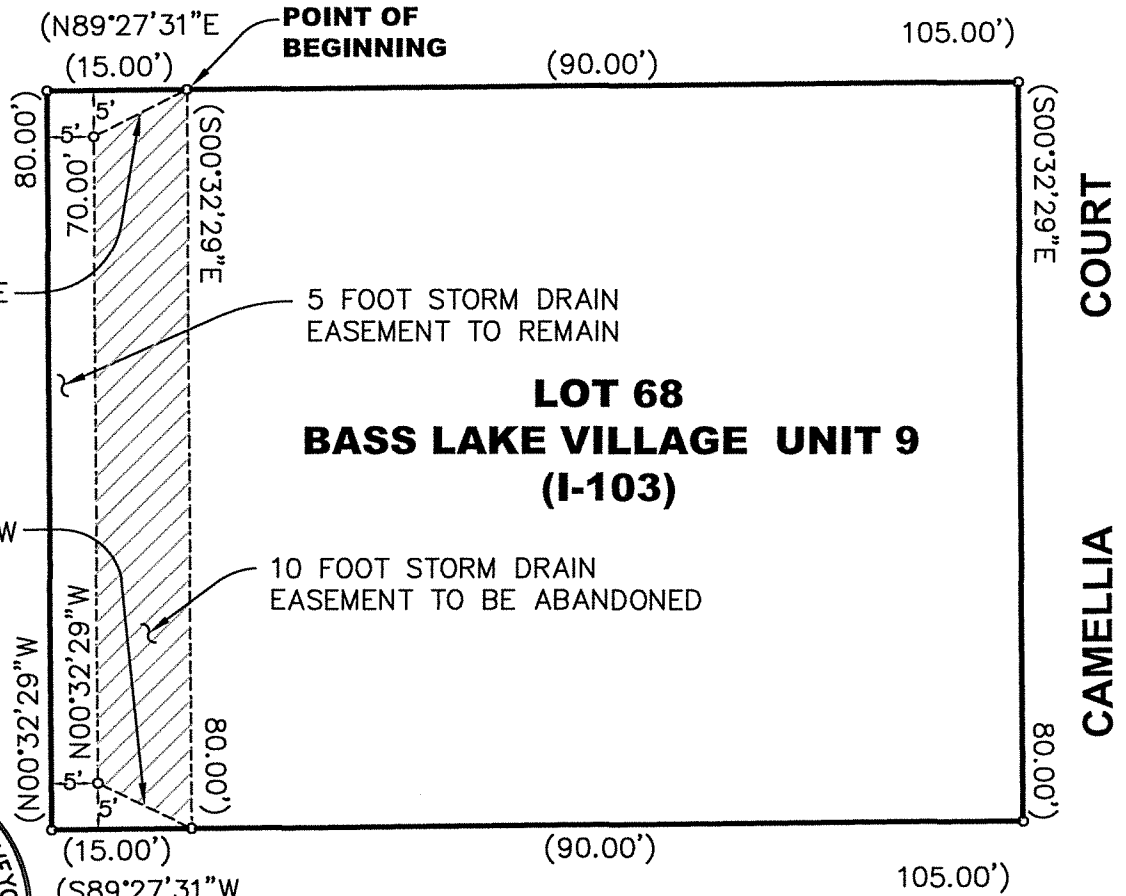 (N89°27'31"E
105.00')
POINT OF
BEGINNING
(15.00')
(90.00')
5'
5'
80.00')
70.00'
(S00°32'29"E
(S00°32'29"E
COURT
E
5 FOOT STORM DRAIN
EASEMENT TO REMAIN
LOT 68
BASS LAKE VILLAGE UNIT 9
(I-103)
W
10 FOOT STORM DRAIN
EASEMENT TO BE ABANDONED
CAMELLIA
(N00°32'29"W
N00°32'29"W
80.00')
80.00')
5'
5'
(15.00')
(90.00')
(S89°27'31"W
105.00')